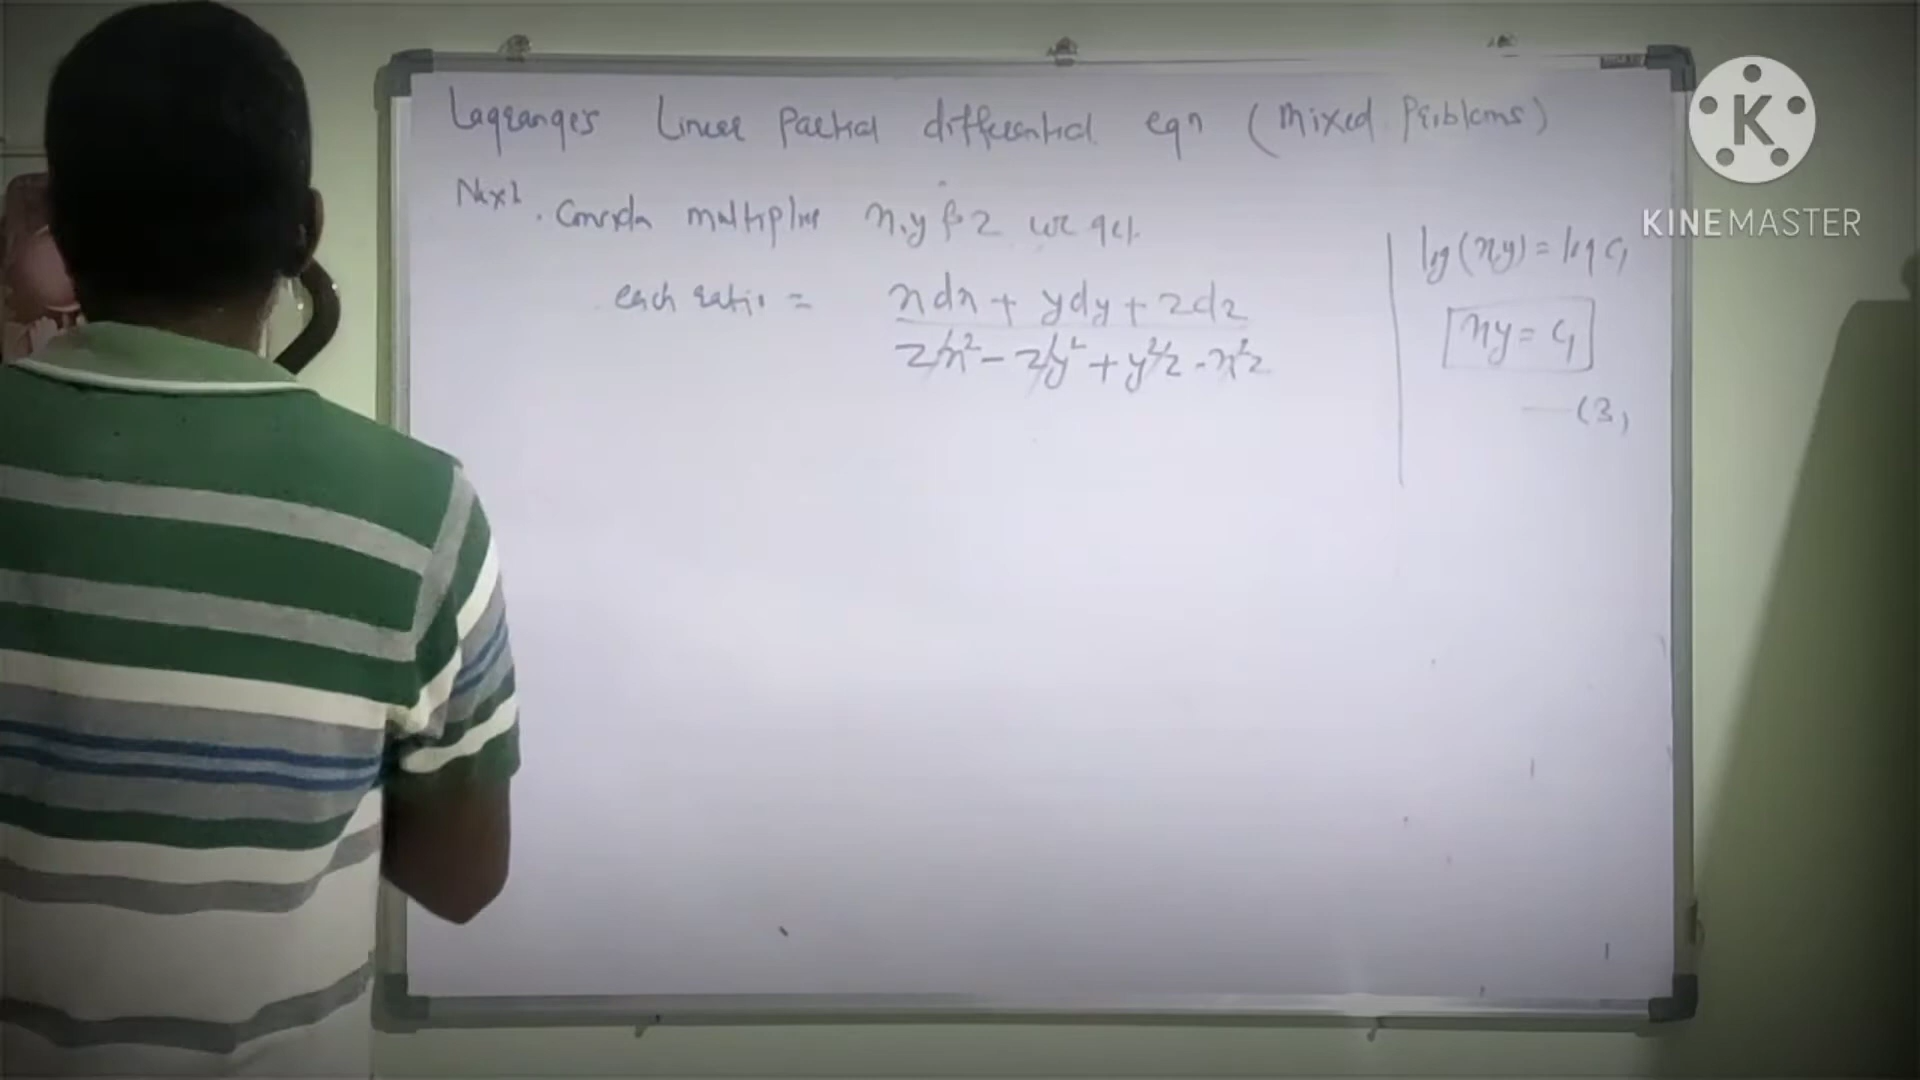 Lagrange's Linear Partial differential eqn (Mixed Problems)
Next. Consider multiplier x, y & z we get.
each ratio = xdx + ydy + zdz
zx² - zy² + y²z - x²z
log(xy) = log C₁
xy = C₁
—(3)
K
KINEMASTER